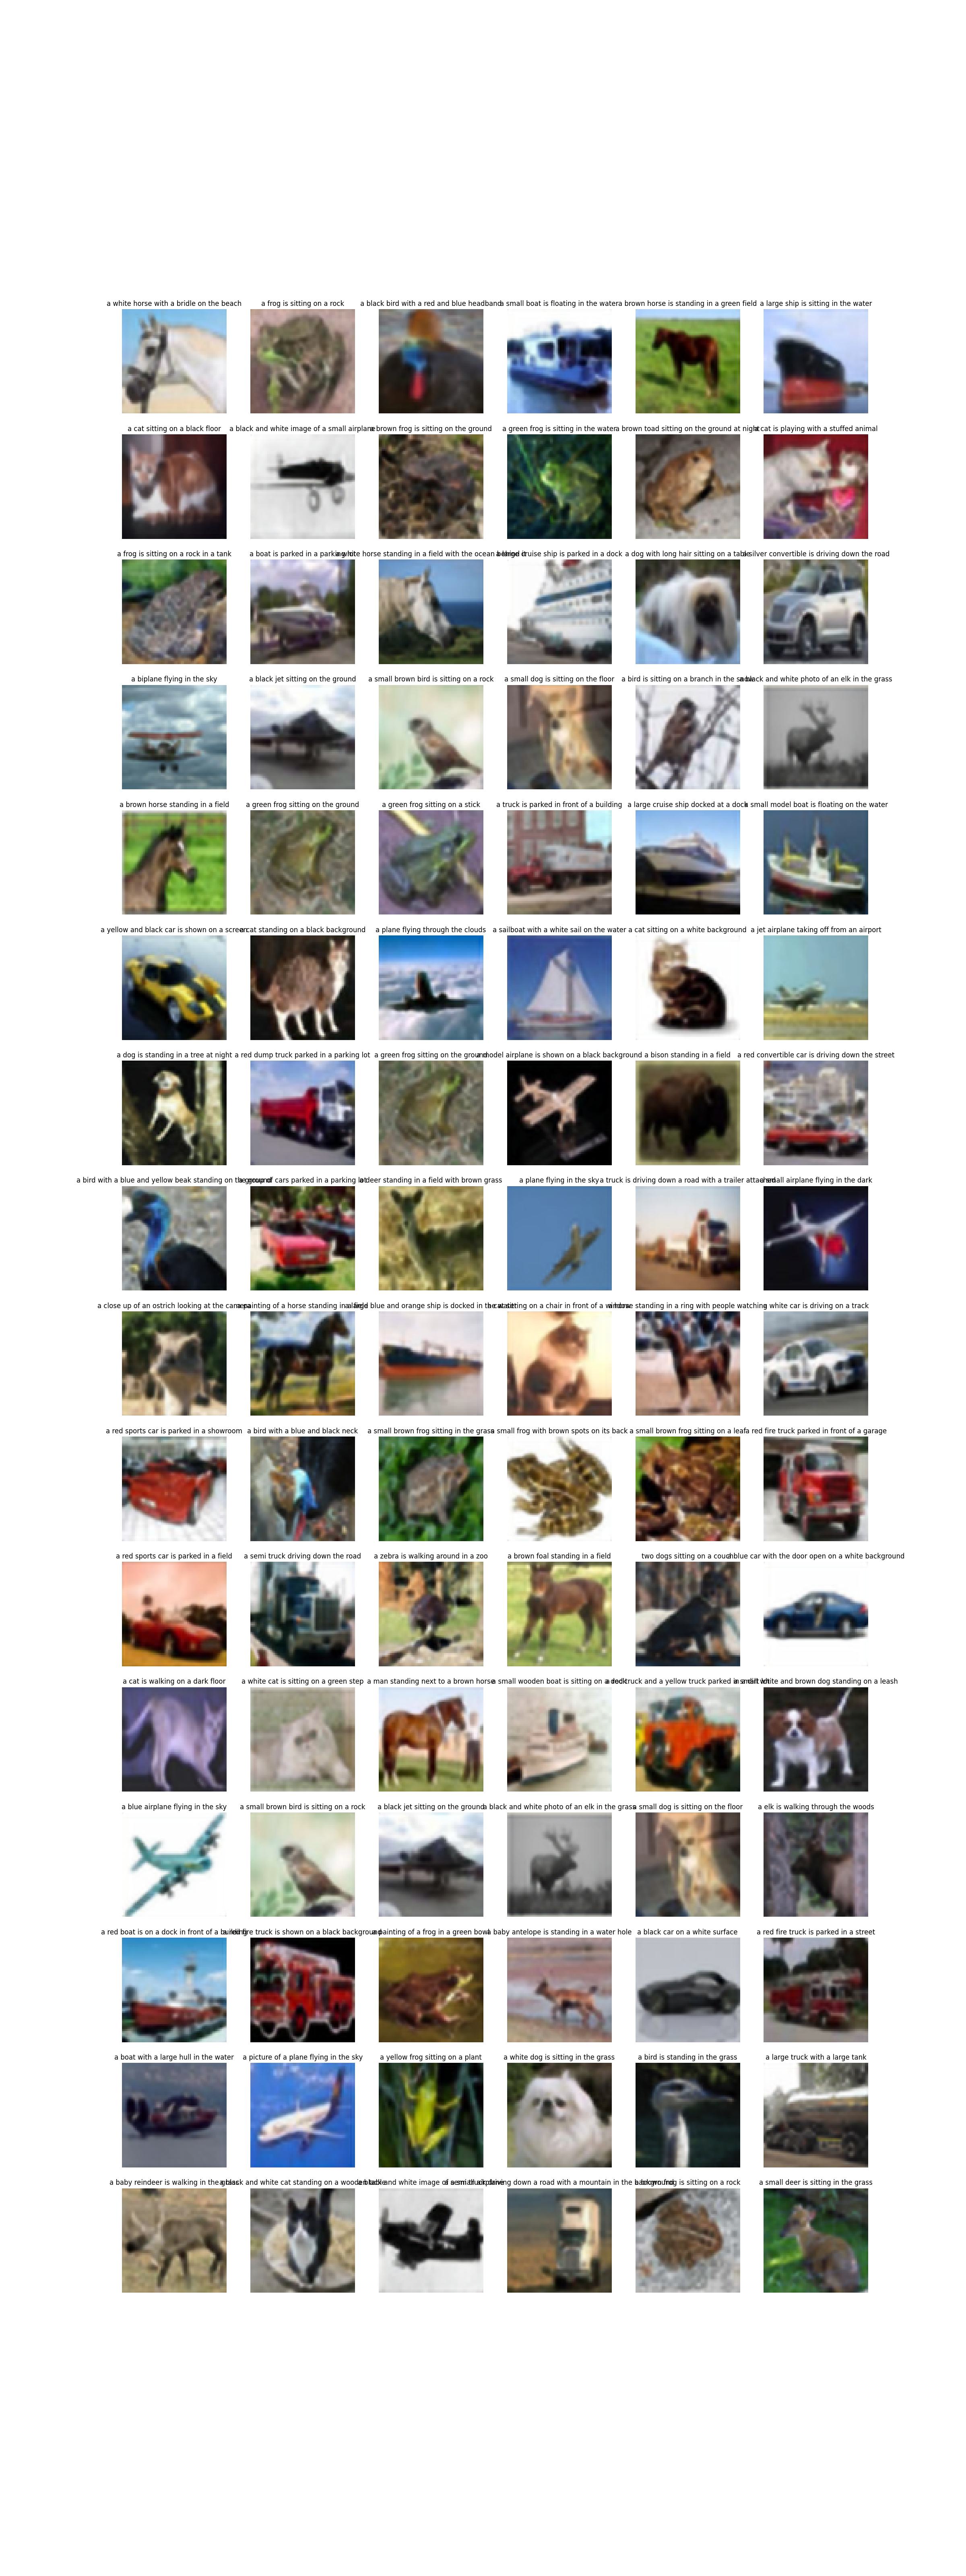 a white horse with a bridle on the beach
a frog is sitting on a rock
a black bird with a red and blue headband
a small boat is floating in the water
a brown horse is standing in a green field
a large ship is sitting in the water
a cat sitting on a black floor
a black and white image of a small airplane
a brown frog is sitting on the ground
a green frog is sitting in the water
a brown toad sitting on the ground at night
a cat is playing with a stuffed animal
a frog is sitting on a rock in a tank
a boat is parked in a parking lot
a white horse standing in a field with the ocean behind it
a large cruise ship is parked in a dock
a dog with long hair sitting on a table
a silver convertible is driving down the road
a biplane flying in the sky
a black jet sitting on the ground
a small brown bird is sitting on a rock
a small dog is sitting on the floor
a bird is sitting on a branch in the snow
a black and white photo of an elk in the grass
a brown horse standing in a field
a green frog sitting on the ground
a green frog sitting on a stick
a truck is parked in front of a building
a large cruise ship docked at a dock
a small model boat is floating on the water
a yellow and black car is shown on a screen
a cat standing on a black background
a plane flying through the clouds
a sailboat with a white sail on the water
a cat sitting on a white background
a jet airplane taking off from an airport
a dog is standing in a tree at night
a red dump truck parked in a parking lot
a green frog sitting on the ground
a model airplane is shown on a black background
a bison standing in a field
a red convertible car is driving down the street
a bird with a blue and yellow beak standing on the ground
a group of cars parked in a parking lot
a deer standing in a field with brown grass
a plane flying in the sky
a truck is driving down a road with a trailer attached
a small airplane flying in the dark
a close up of an ostrich looking at the camera
a painting of a horse standing in a field
a large blue and orange ship is docked in the water
a cat sitting on a chair in front of a window
a horse standing in a ring with people watching
a white car is driving on a track
a red sports car is parked in a showroom
a bird with a blue and black neck
a small brown frog sitting in the grass
a small frog with brown spots on its back
a small brown frog sitting on a leaf
a red fire truck parked in front of a garage
a red sports car is parked in a field
a semi truck driving down the road
a zebra is walking around in a zoo
a brown foal standing in a field
two dogs sitting on a couch
a blue car with the door open on a white background
a cat is walking on a dark floor
a white cat is sitting on a green step
a man standing next to a brown horse
a small wooden boat is sitting on a dock
a red truck and a yellow truck parked in a dirt lot
a small white and brown dog standing on a leash
a blue airplane flying in the sky
a small brown bird is sitting on a rock
a black jet sitting on the ground
a black and white photo of an elk in the grass
a small dog is sitting on the floor
a elk is walking through the woods
a red boat is on a dock in front of a building
a red fire truck is shown on a black background
a painting of a frog in a green bowl
a baby antelope is standing in a water hole
a black car on a white surface
a red fire truck is parked in a street
a boat with a large hull in the water
a picture of a plane flying in the sky
a yellow frog sitting on a plant
a white dog is sitting in the grass
a bird is standing in the grass
a large truck with a large tank
a baby reindeer is walking in the grass
a black and white cat standing on a wooden table
a black and white image of a small airplane
a semi truck driving down a road with a mountain in the background
a brown frog is sitting on a rock
a small deer is sitting in the grass